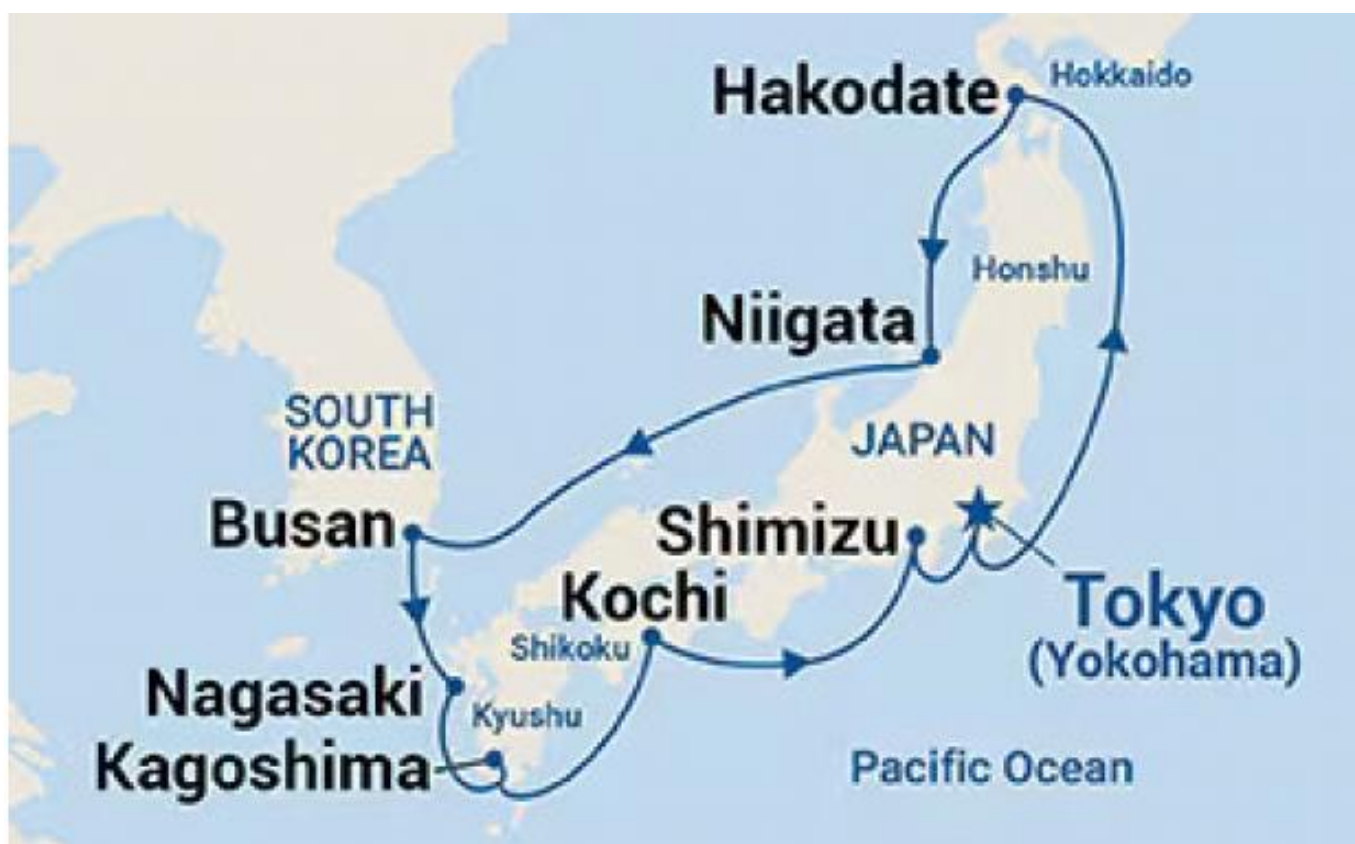 Hakodate
Hokkaido
Honshu
Niigata
SOUTH
KOREA
JAPAN
Busan
Shimizu
Kochi
Tokyo
(Yokohama)
Shikoku
Nagasaki
Kyushu
Kagoshima
Pacific Ocean